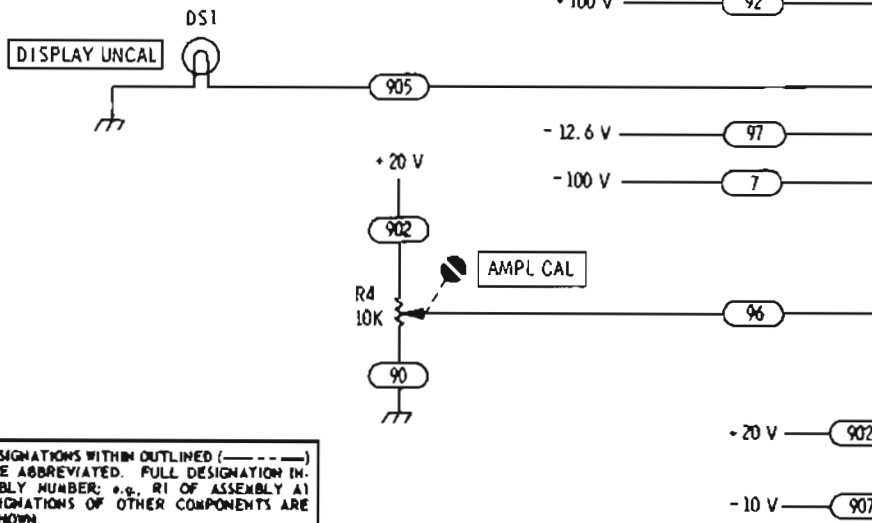 DS1
+100 V
92
DISPLAY UNCAL
905
-12.6 V
97
+20 V
-100 V
7
902
AMPL CAL
R4
10K
96
90
+20 V
902
SIGNATIONS WITHIN OUTLINED (—----—)
E ABBREVIATED. FULL DESIGNATION IN-
BLY NUMBER; e.g., R1 OF ASSEMBLY A1
IGNATIONS OF OTHER COMPONENTS ARE
HOWN.
-10 V
907